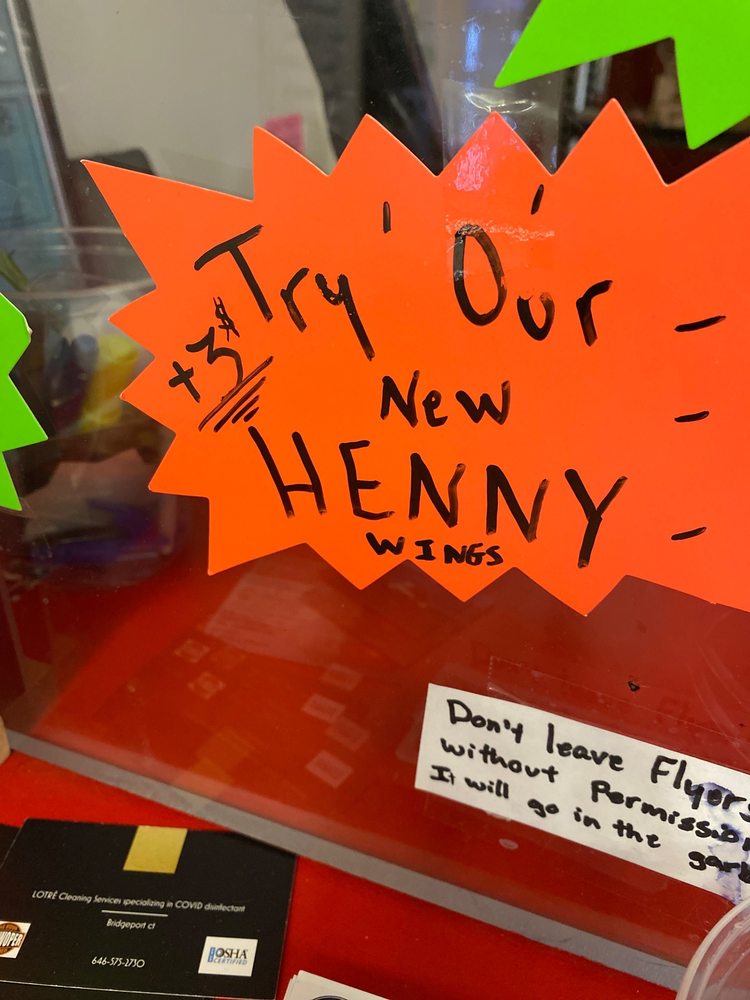 Try Our
+3$
New
HENNY
WINGS
Don't leave Flyers
without Permission
It will go in the
LOTRÈ Cleaning Services specializing in COVID disinfectant
Bridgeport ct
646-575-2730
OSHA
CERTIFIED